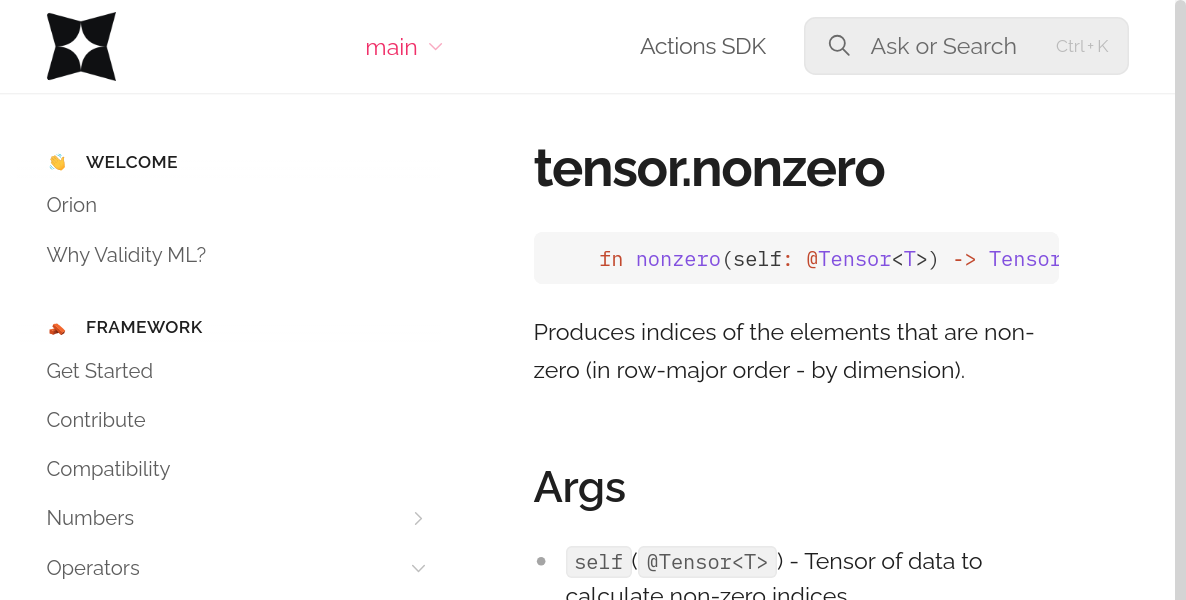 main
Actions SDK
Ask or Search
Ctrl + K
WELCOME
Orion
Why Validity ML?
FRAMEWORK
Get Started
Contribute
Compatibility
Numbers
Operators
tensor.nonzero
fn nonzero(self: @Tensor<T>) -> Tensor
Produces indices of the elements that are non-
zero (in row-major order - by dimension).
Args
self (@Tensor<T>) - Tensor of data to
calculate non-zero indices